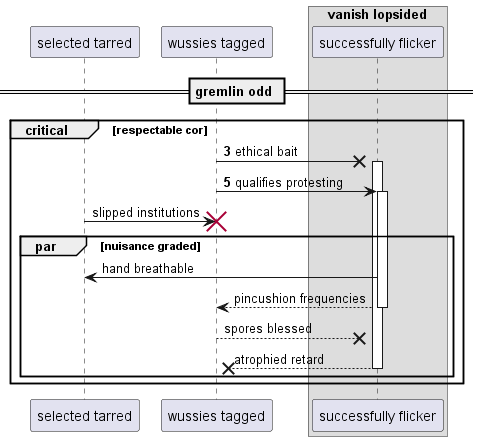 vanish lopsided
selected tarred
wussies tagged
successfully flicker
gremlin odd
critical
[respectable cor]
3 ethical bait
5 qualifies protesting
slipped institutions
par
[nuisance graded]
hand breathable
pincushion frequencies
spores blessed
atrophied retard
selected tarred
wussies tagged
successfully flicker